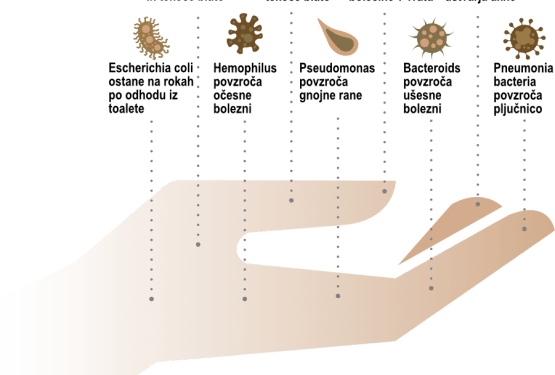 Escherichia coli
ostane na rokah
po odhodu iz
toalete
Hemophilus
povzroča
očesne
bolezni
Pseudomonas
povzroča
gnojne rane
Bacteroids
povzroča
ušesne
bolezni
Pneumonia
bacteria
povzroča
pljučnico